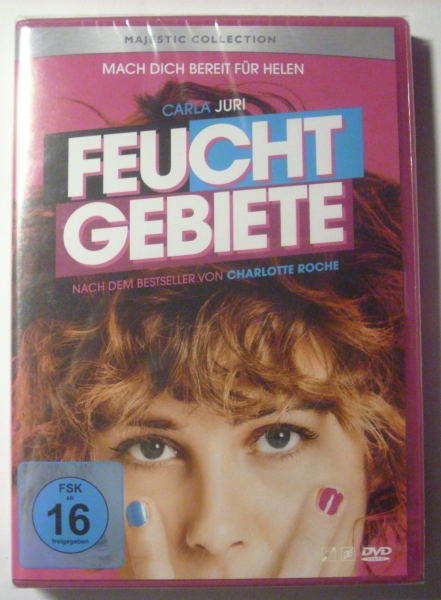 MAJESTIC COLLECTION
MACH DICH BEREIT FÜR HELEN
CARLA JURI
FEUCHT
GEBIETE
NACH DEM BESTSELLER VON CHARLOTTE ROCHE
FSK
ab
16
freigegeben
DVD
VIDEO